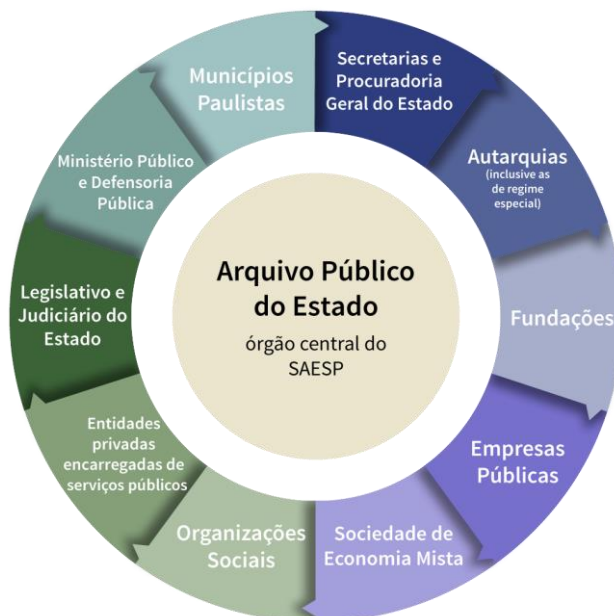 Secretarias e
Procuradoria
Geral do Estado
Autarquias
(inclusive as
de regime
especial)
Fundações
Empresas
Públicas
Sociedade de
Economia Mista
Organizações
Sociais
Entidades
privadas
encarregadas de
serviços públicos
Legislativo e
Judiciário do
Estado
Ministério Público
e Defensoria
Pública
Municípios
Paulistas
Arquivo Público
do Estado
órgão central do
SAESP